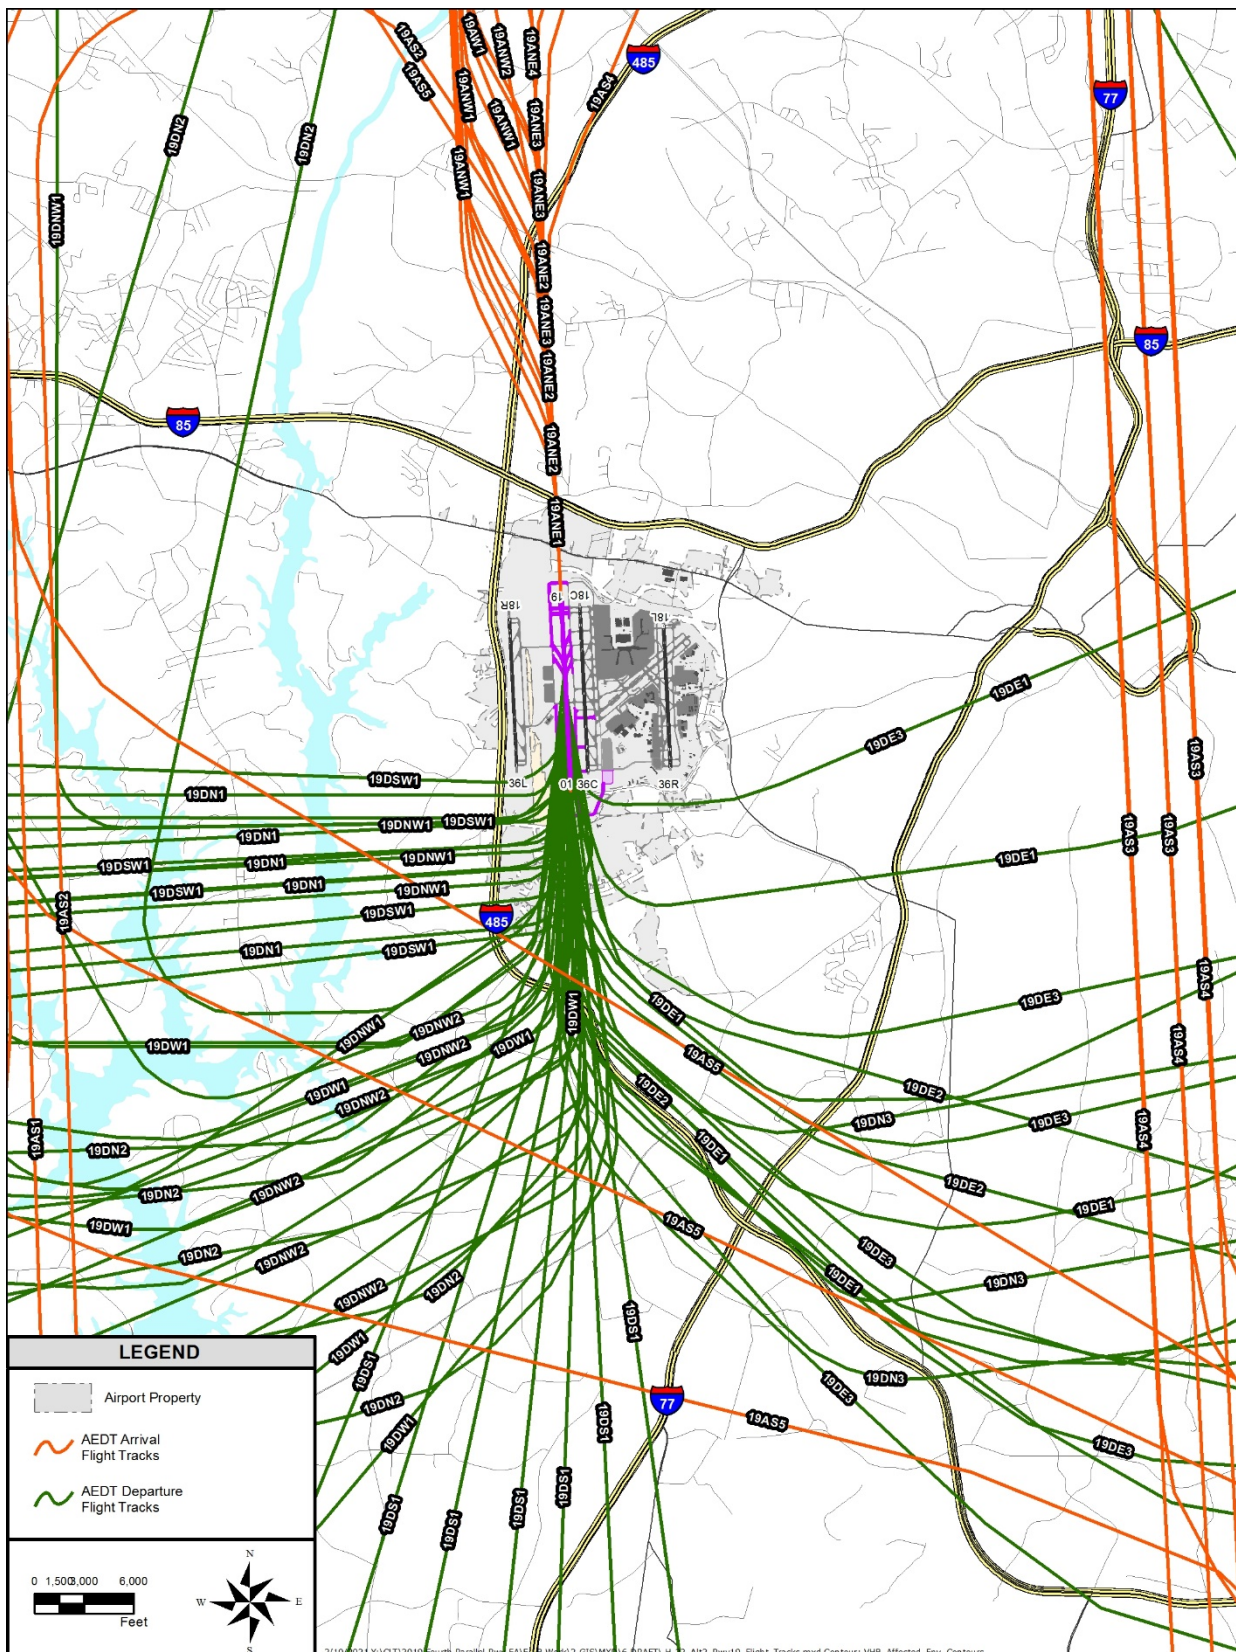 19AS2
19AW1
19ANW2
19ANE4
485
19AS5
19AS4
77
19ANW1
19ANW1
19ANE3
19DN2
19DN2
19ANW1
19ANE3
19DNW1
19ANE2
19ANE3
85
19ANE2
85
19ANE2
19ANE1
18R
19
18C
18L
19DE1
19DE3
19AS3
36L
01
36C
36R
19DSW1
19DN1
19DNW1
19DSW1
19AS3
19AS3
19DN1
19DSW1
19DN1
19DNW1
19DE1
19DSW1
19DN1
19DNW1
19AS2
19DSW1
485
19DN1
19DSW1
19DW1
19DE1
19DE3
19AS4
19DNW1
19DNW2
19DW1
19DW1
19DNW2
19AS5
19AS4
19DW1
19DNW2
19DE2
19DE2
19DN3
19DE3
19AS4
19AS1
19DN2
19DE1
19DN2
19DNW2
19DE2
19DW1
19AS5
19DE1
19DN2
19DNW2
19DE3
19DNW2
19DN2
19DE1
19DN3
19DS1
19DW1
19DS1
19DN3
19DE3
19DN2
77
19DW1
19DS1
19AS5
19DE3
19DS1
19DS1
19DS1
19DS1
LEGEND
Airport Property
AEDT Arrival
Flight Tracks
AEDT Departure
Flight Tracks
0 1,500 3,000 6,000
Feet
N
W
E
S